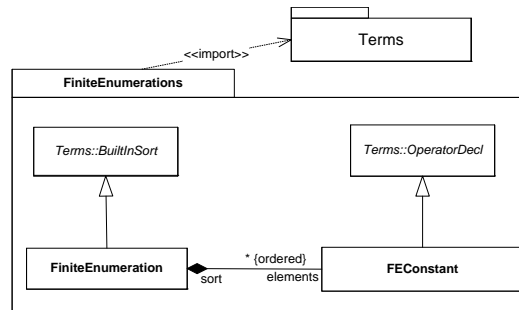 Terms
<<import>>
FiniteEnumerations
Terms::BuiltInSort
Terms::OperatorDecl
FiniteEnumeration
sort
* {ordered}
elements
FEConstant